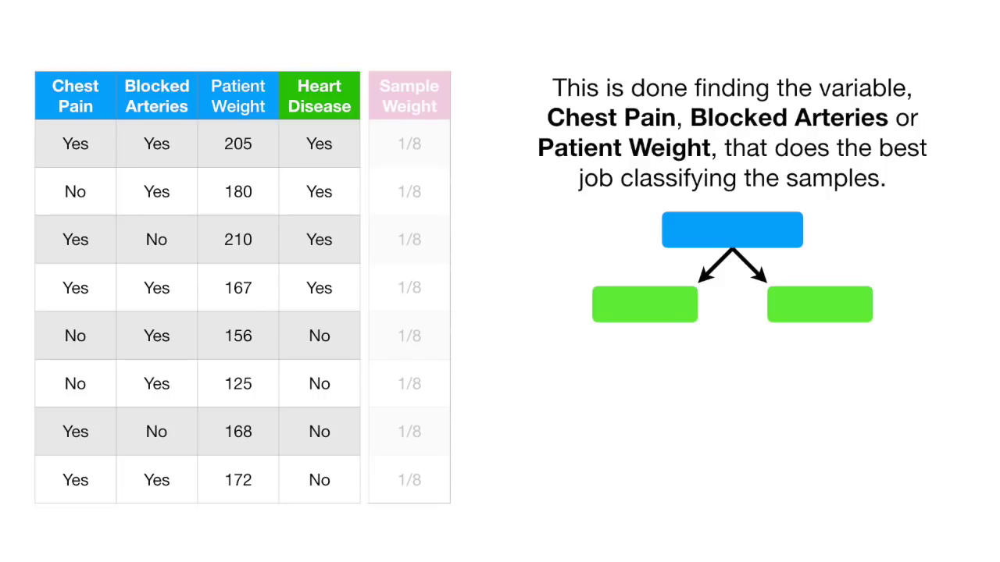 Chest Pain | Blocked Arteries | Patient Weight | Heart Disease | Sample Weight
Yes | Yes | 205 | Yes | 1/8
No | Yes | 180 | Yes | 1/8
Yes | No | 210 | Yes | 1/8
Yes | Yes | 167 | Yes | 1/8
No | Yes | 156 | No | 1/8
No | Yes | 125 | No | 1/8
Yes | No | 168 | No | 1/8
Yes | Yes | 172 | No | 1/8
This is done finding the variable,
Chest Pain, Blocked Arteries or
Patient Weight, that does the best
job classifying the samples.